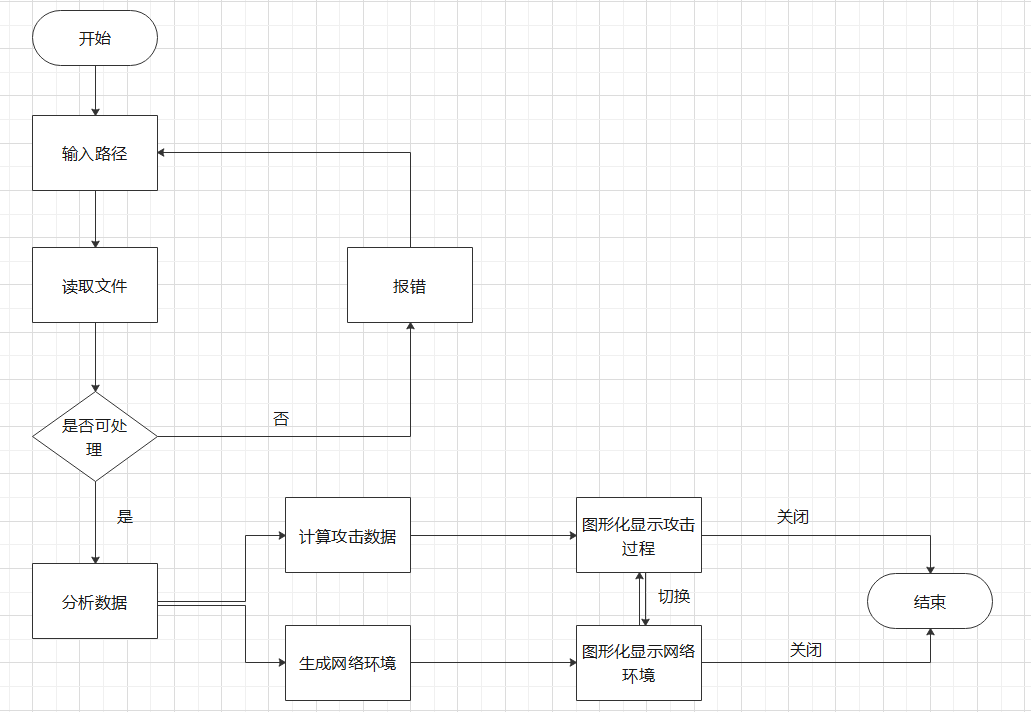 开始
输入路径
读取文件
报错
是否可处
理
否
是
计算攻击数据
图形化显示攻击
过程
关闭
分析数据
切换
结束
生成网络环境
图形化显示网络
环境
关闭